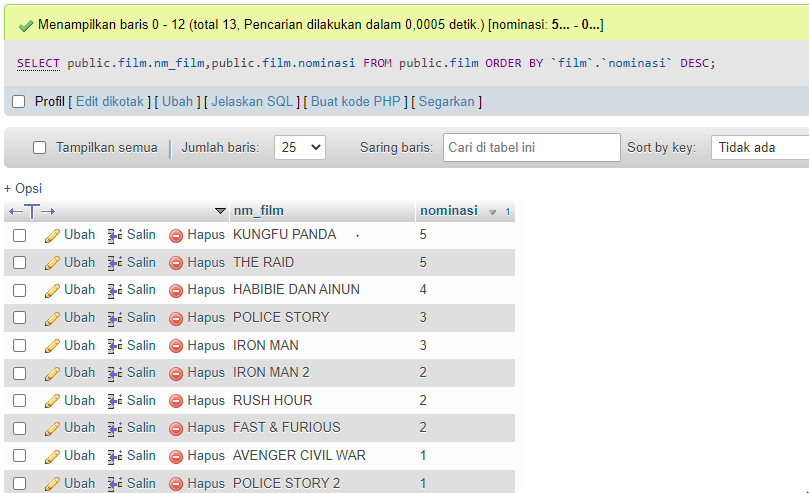 Menampilkan baris 0 - 12 (total 13, Pencarian dilakukan dalam 0,0005 detik.) [nominasi: 5... - 0...]
SELECT public.film.nm_film,public.film.nominasi FROM public.film ORDER BY `film`.`nominasi` DESC;
Profil [ Edit dikotak ] [ Ubah ] [ Jelaskan SQL ] [ Buat kode PHP ] [ Segarkan ]
Tampilkan semua | Jumlah baris: 25 Saring baris: Cari di tabel ini Sort by key: Tidak ada
+ Opsi
←T→ nm_film nominasi 1
Ubah Salin Hapus KUNGFU PANDA 5
Ubah Salin Hapus THE RAID 5
Ubah Salin Hapus HABIBIE DAN AINUN 4
Ubah Salin Hapus POLICE STORY 3
Ubah Salin Hapus IRON MAN 3
Ubah Salin Hapus IRON MAN 2 2
Ubah Salin Hapus RUSH HOUR 2
Ubah Salin Hapus FAST & FURIOUS 2
Ubah Salin Hapus AVENGER CIVIL WAR 1
Ubah Salin Hapus POLICE STORY 2 1